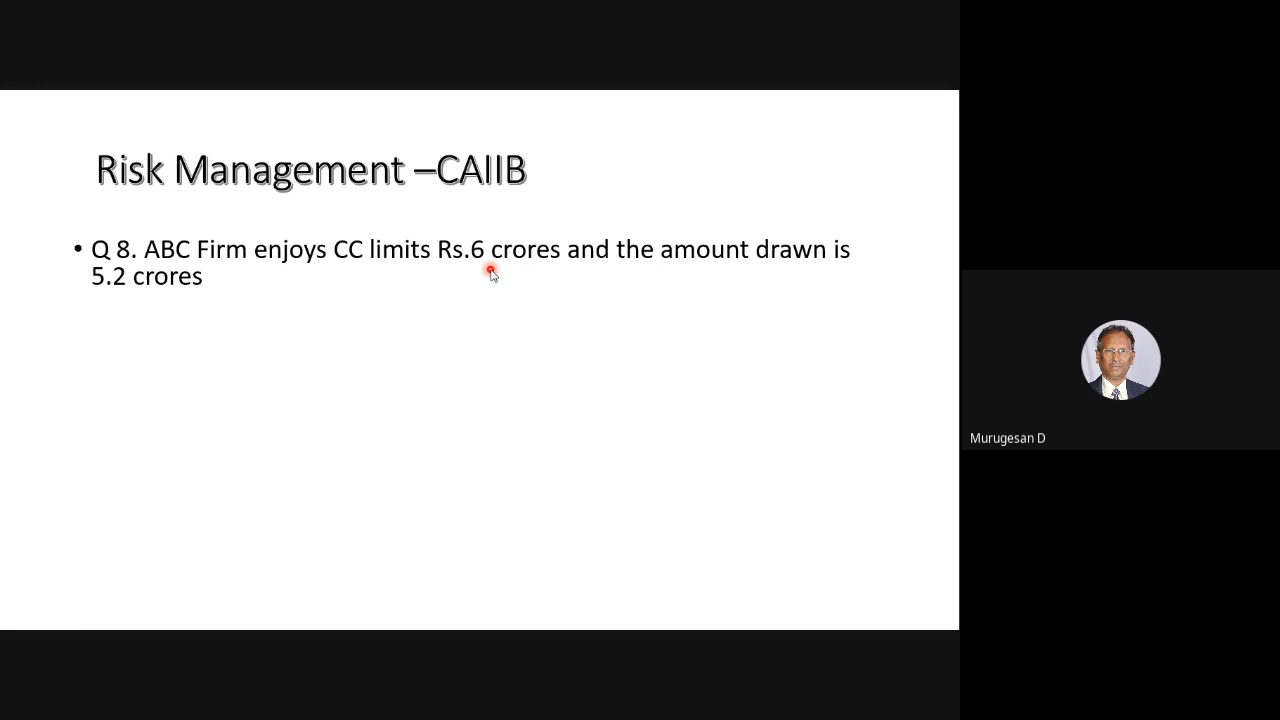 Risk Management –CAIIB
• Q 8. ABC Firm enjoys CC limits Rs.6 crores and the amount drawn is
5.2 crores
Murugesan D